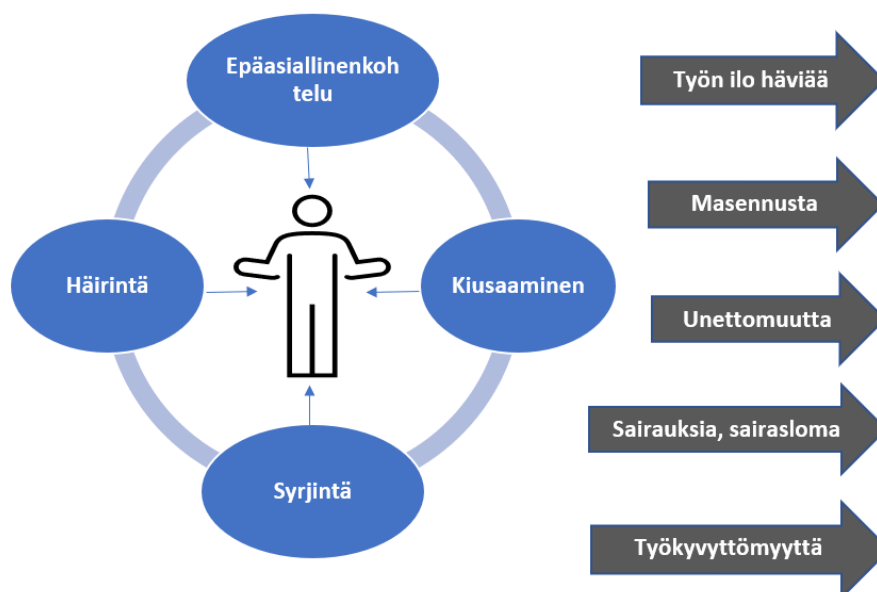 Epäasiallinenkoh
telu
Häirintä
Kiusaaminen
Syrjintä
Työn ilo häviää
Masennusta
Unettomuutta
Sairauksia, sairasloma
Työkyvyttömyyttä